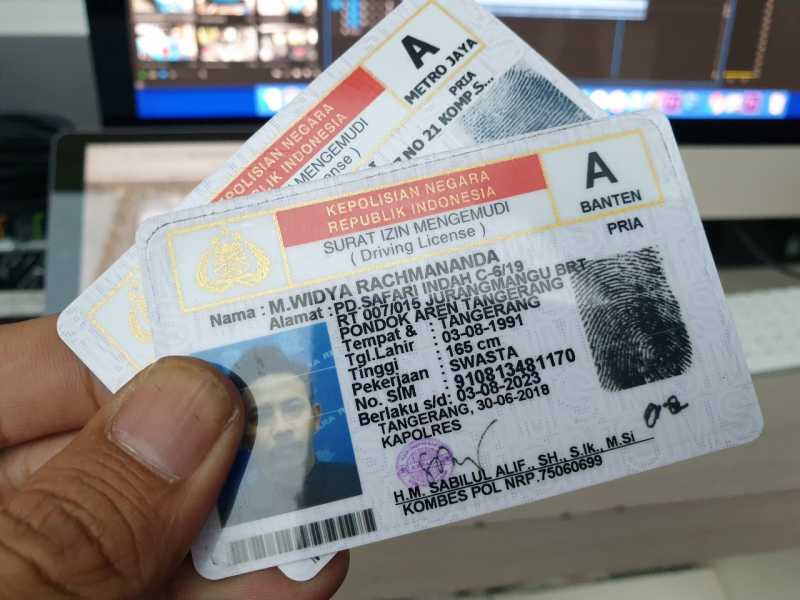 A
METRO JAYA
PRIA
KEPOLISIAN NEGARA
REPUBLIK INDONESIA
MENGEMUDI
NO 21 KOMP S...
KEPOLISIAN NEGARA
REPUBLIK INDONESIA
SURAT IZIN MENGEMUDI
( Driving License )
A
BANTEN
PRIA
Nama : M.WIDYA RACHMANANDA
Alamat : PD.SAFARI INDAH C-6/19
RT 007/015 JURANGMANGU BRT
PONDOK AREN TANGERANG
Tempat & : TANGERANG
Tgl.Lahir : 03-08-1991
Tinggi : 165 cm
Pekerjaan : SWASTA
No. SIM : 910813481170
Berlaku s/d : 03-08-2023
TANGERANG, 30-06-2018
KAPOLRES
H.M. SABILUL ALIF., SH., S.Ik., M.Si
KOMBES POL NRP.75060699